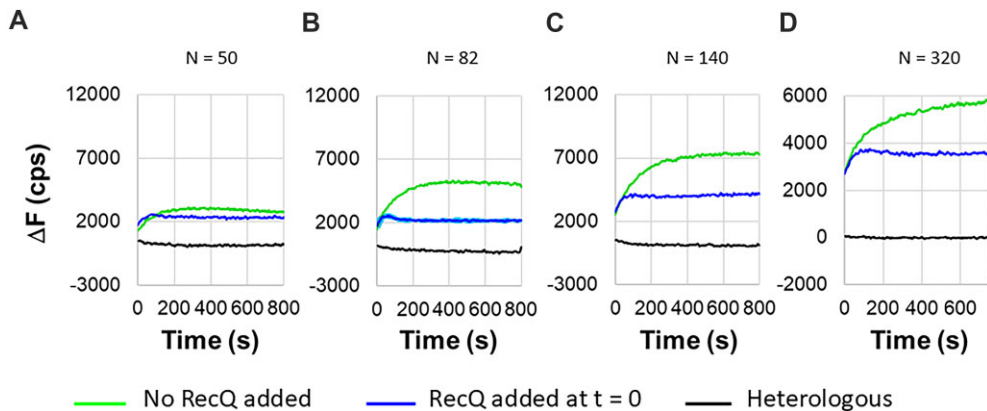 A B C D
N = 50 N = 82 N = 140 N = 320
12000 12000 12000 6000
7000 7000 7000 4000
2000 2000 2000 2000
0
-3000 -3000 -3000 -2000
ΔF (cps)
0 200 400 600 800 0 200 400 600 800 0 200 400 600 800 0 200 400 600
Time (s) Time (s) Time (s) Time (s)
No RecQ added RecQ added at t = 0 Heterologous